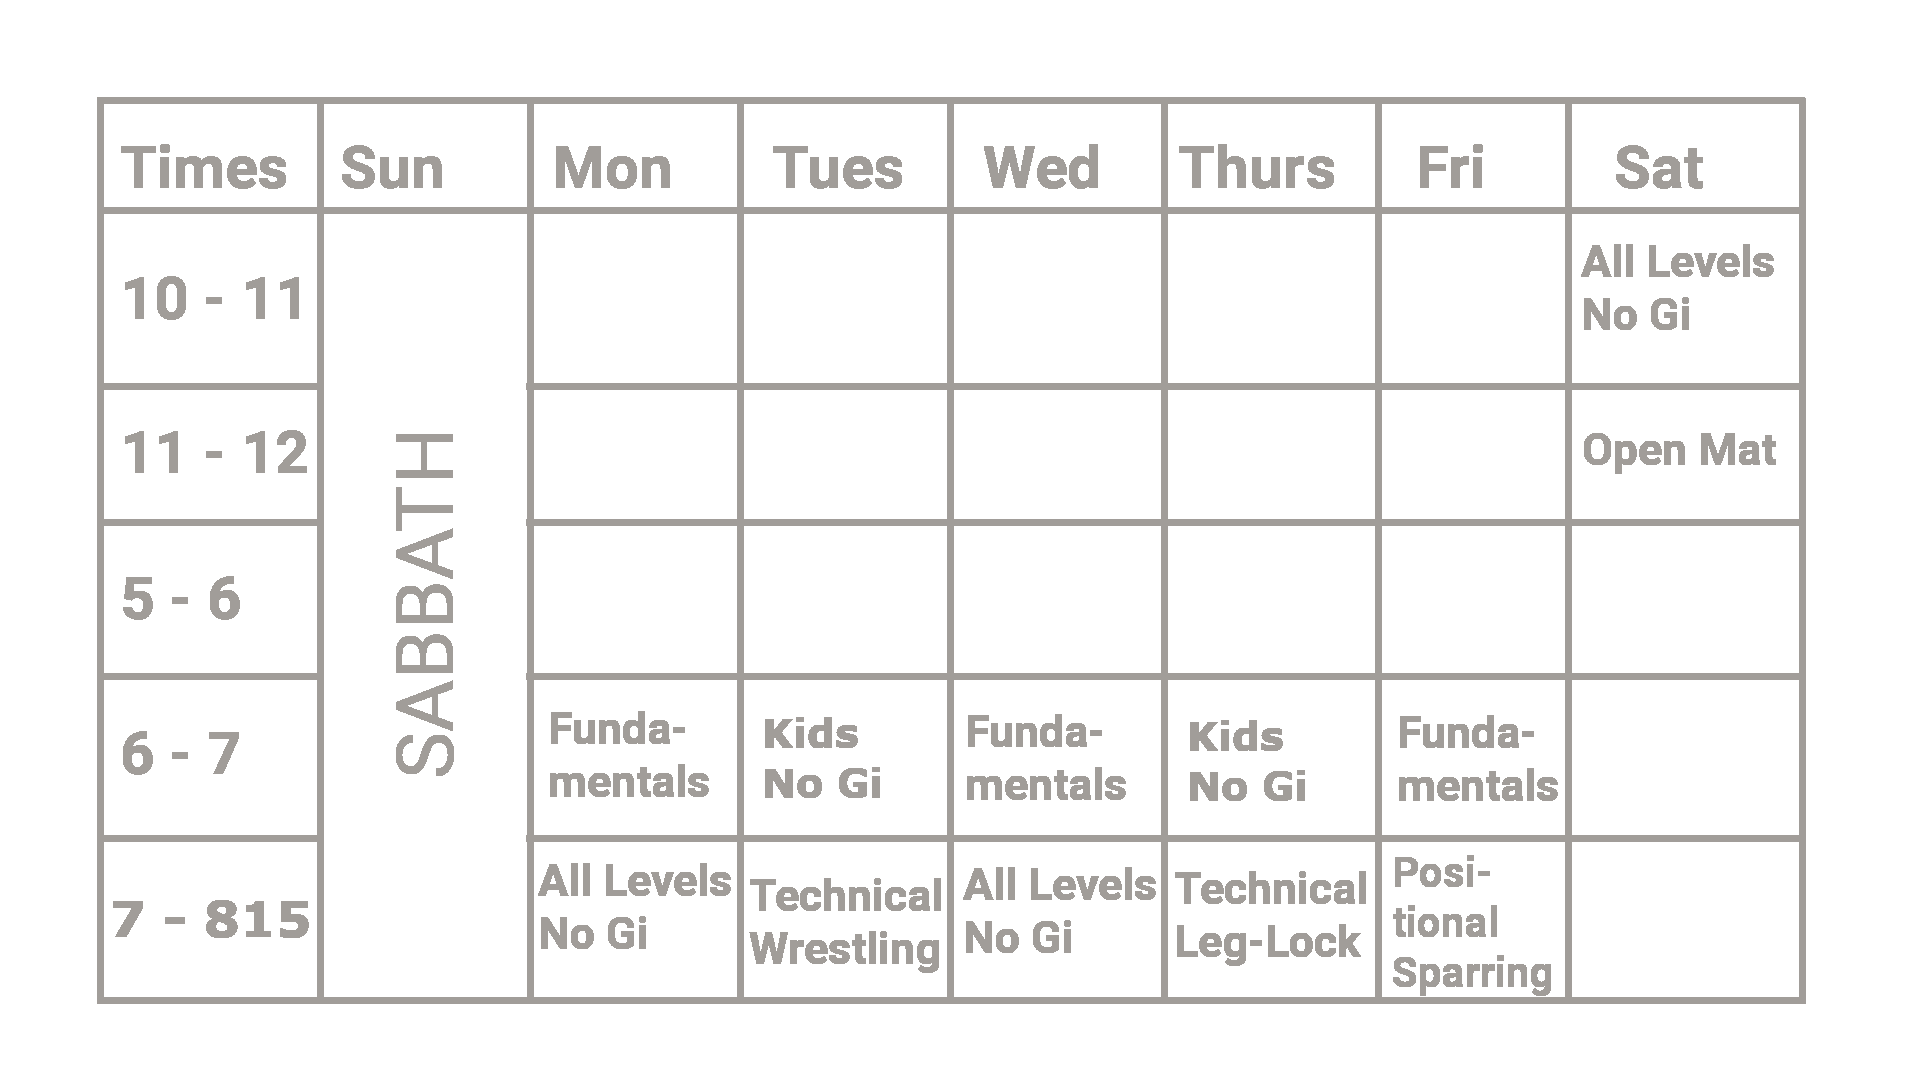 Times Sun Mon Tues Wed Thurs Fri Sat
10 - 11
All Levels
No Gi
11 - 12
Open Mat
SABBATH
5 - 6
6 - 7
Funda-
mentals
Kids
No Gi
Funda-
mentals
Kids
No Gi
Funda-
mentals
7 - 815
All Levels
No Gi
Technical
Wrestling
All Levels
No Gi
Technical
Leg-Lock
Posi-
tional
Sparring